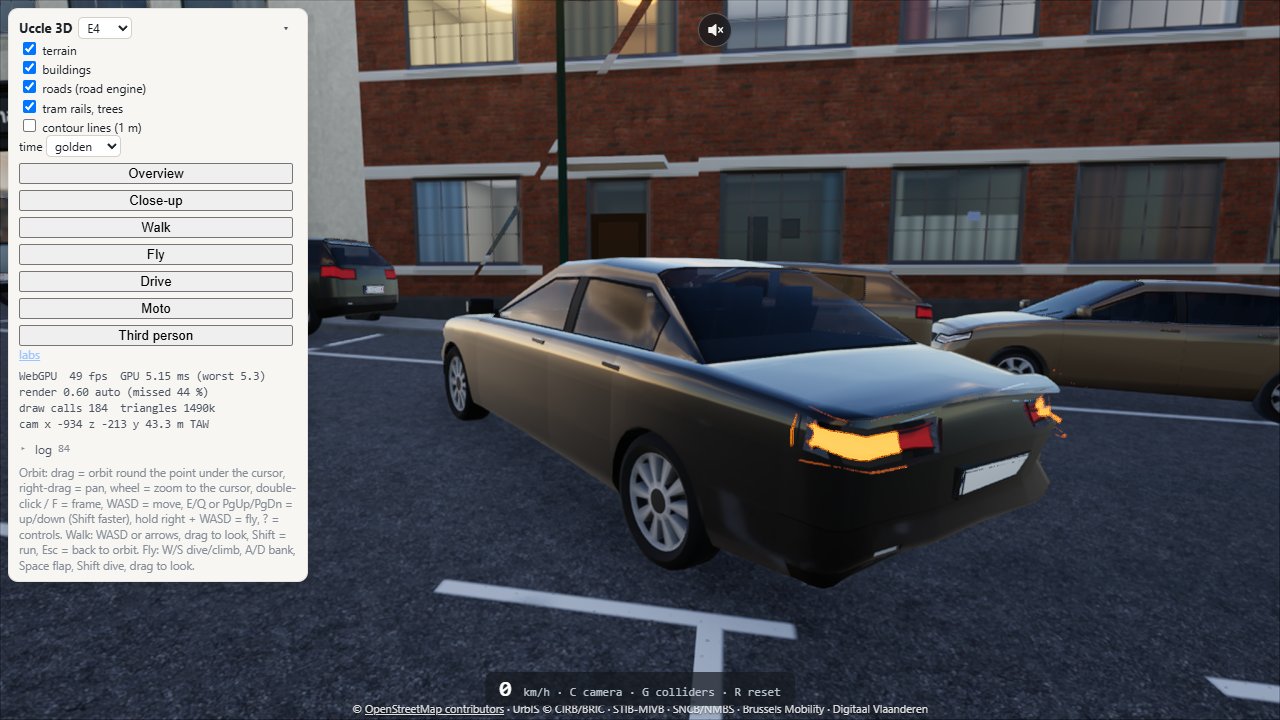 Uccle 3D E4
terrain
buildings
roads (road engine)
tram rails, trees
contour lines (1 m)
time golden
Overview
Close-up
Walk
Fly
Drive
Moto
Third person
labs
WebGPU 49 fps GPU 5.15 ms (worst 5.3)
render 0.60 auto (missed 44 %)
draw calls 184 triangles 1490k
cam x -934 z -213 y 43.3 m TAW
log 84
Orbit: drag = orbit round the point under the cursor,
right-drag = pan, wheel = zoom to the cursor, double-
click / F = frame, WASD = move, E/Q or PgUp/PgDn =
up/down (Shift faster), hold right + WASD = fly, ? =
controls. Walk: WASD or arrows, drag to look, Shift =
run, Esc = back to orbit. Fly: W/S dive/climb, A/D bank,
Space flap, Shift dive, drag to look.
0 km/h · C camera · G colliders · R reset
© OpenStreetMap contributors · UrbIS © CIRB/BRIC · STIB-MIVB · SNCB/NMBS · Brussels Mobility · Digitaal Vlaanderen